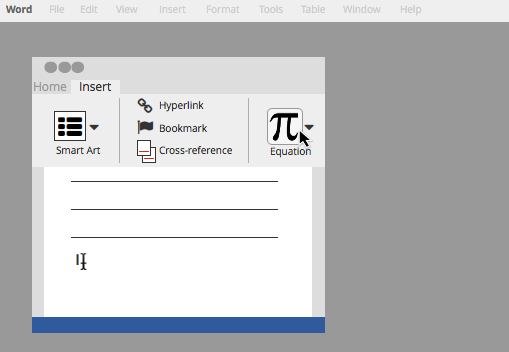 Word File Edit View Insert Format Tools Table Window Help
Home Insert
Hyperlink
Bookmark
Cross-reference
Smart Art
π
Equation